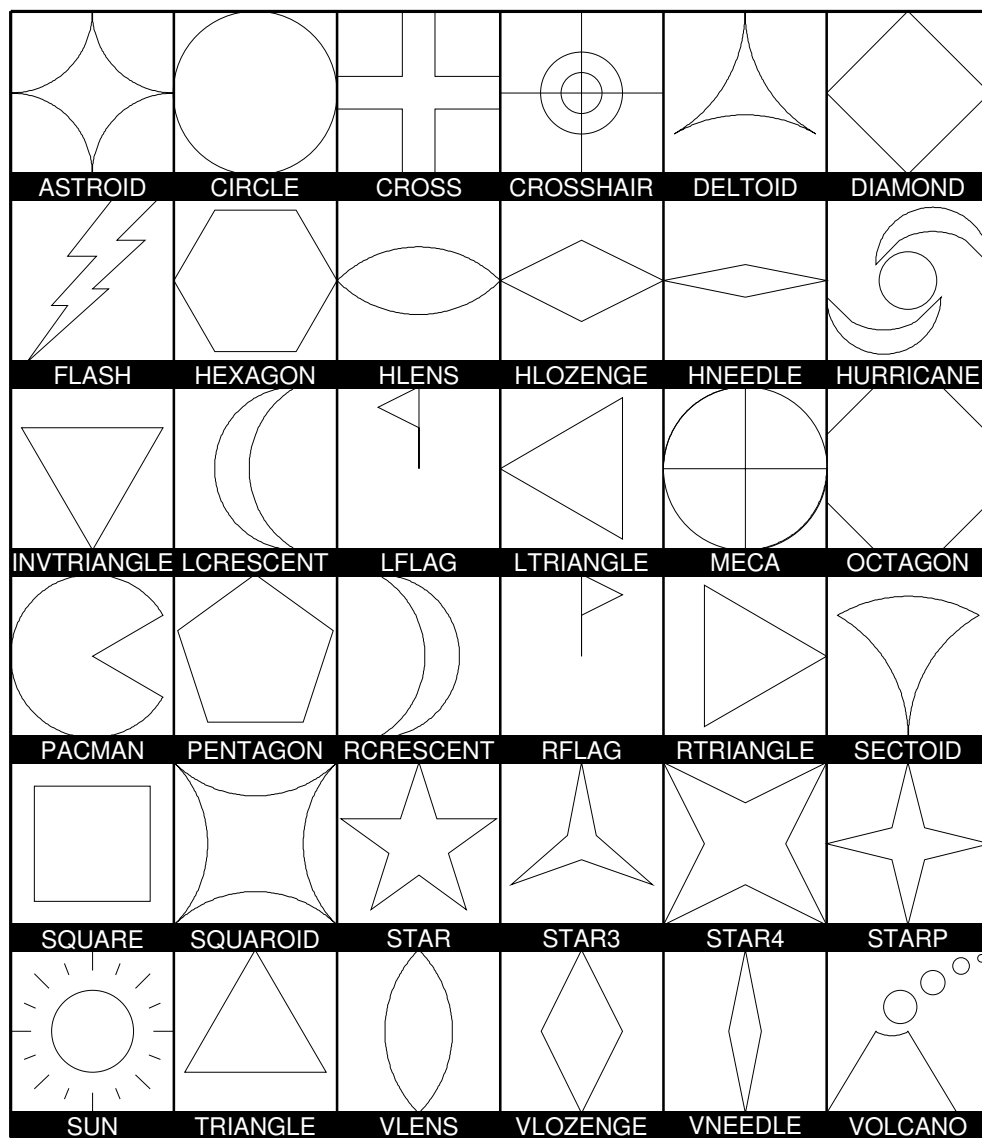 ASTROID CIRCLE CROSS CROSSHAIR DELTOID DIAMOND
FLASH HEXAGON HLENS HLOZENGE HNEEDLE HURRICANE
INVTRIANGLE LCRESCENT LFLAG LTRIANGLE MECA OCTAGON
PACMAN PENTAGON RCRESCENT RFLAG RTRIANGLE SECTOID
SQUARE SQUAROID STAR STAR3 STAR4 STARP
SUN TRIANGLE VLENS VLOZENGE VNEEDLE VOLCANO